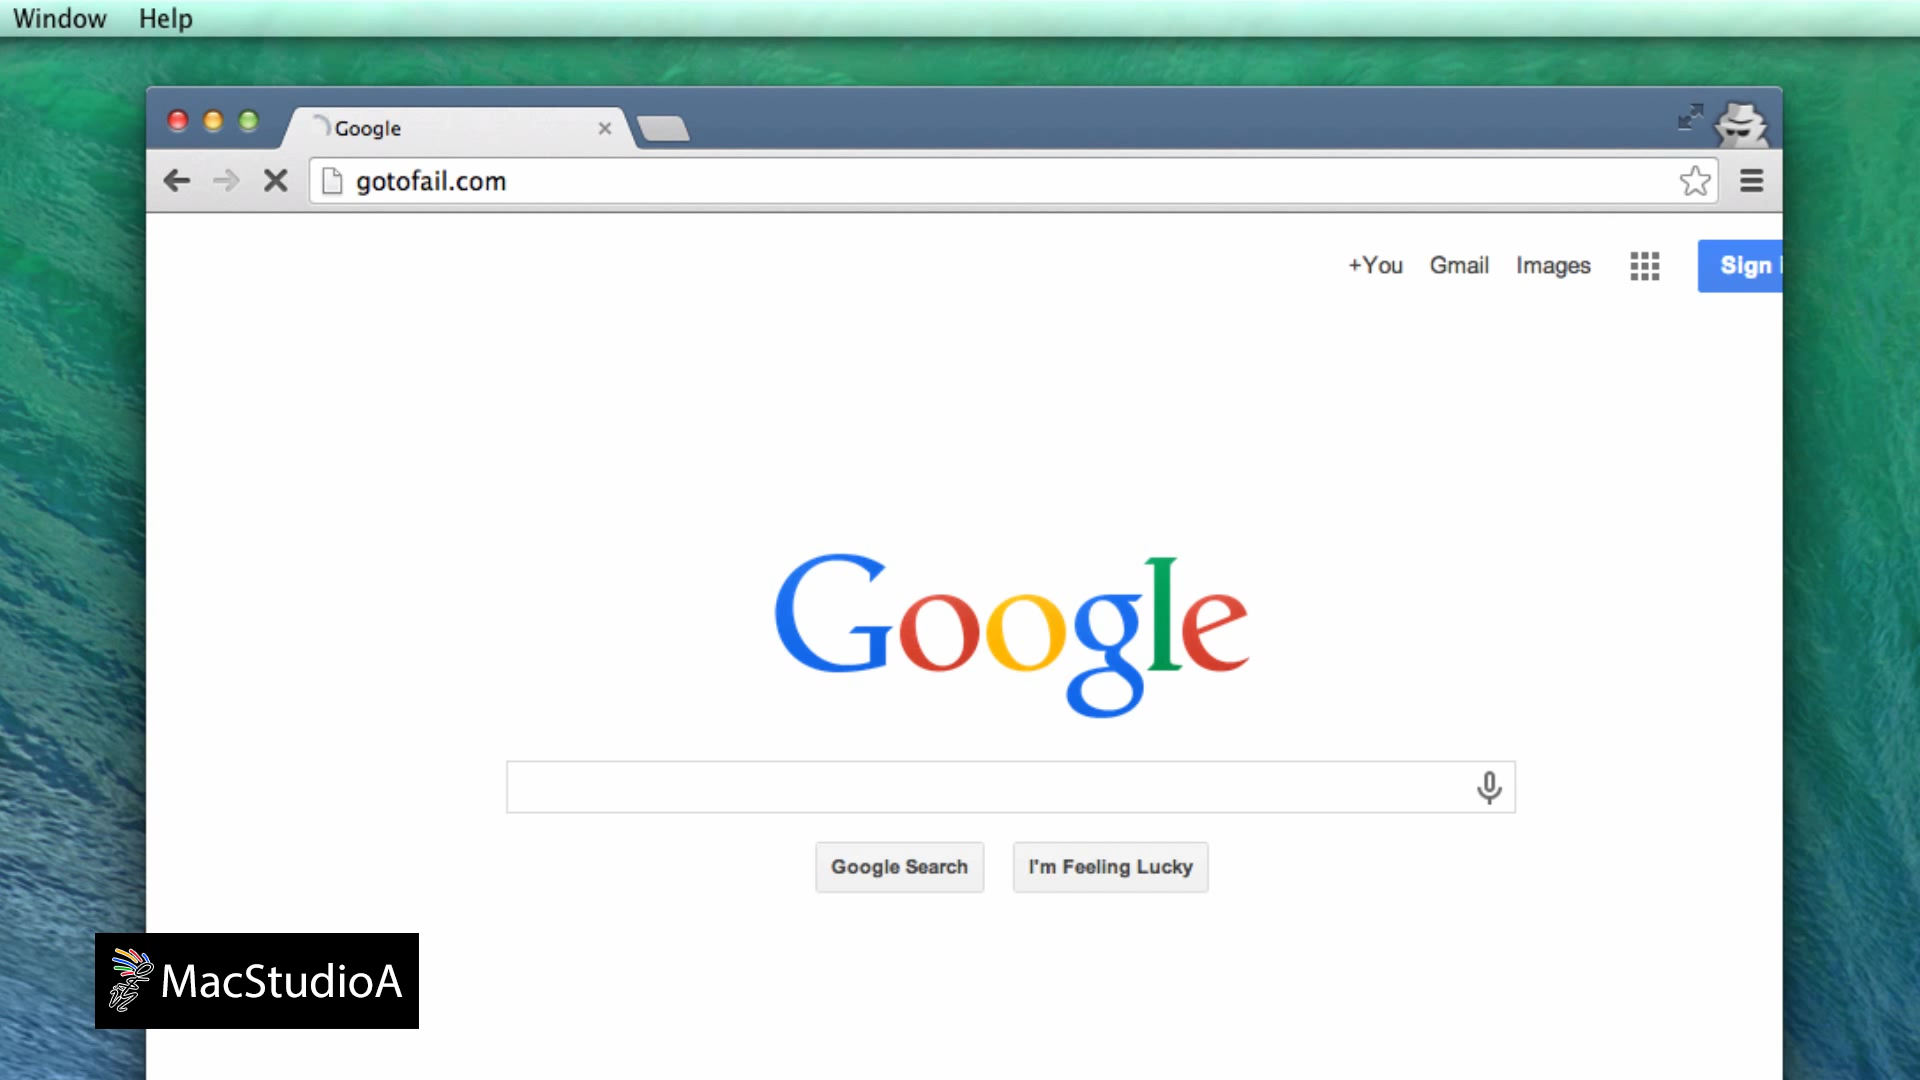 Window Help
Google
gotofail.com
+You Gmail Images Sign
Google
Google Search I'm Feeling Lucky
MacStudioA